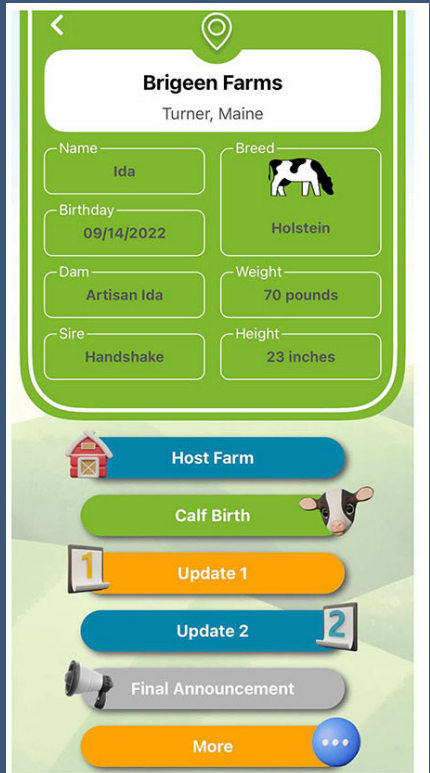 Brigeen Farms
Turner, Maine
Name
Ida
Breed
Holstein
Birthday
09/14/2022
Dam
Artisan Ida
Weight
70 pounds
Sire
Handshake
Height
23 inches
Host Farm
Calf Birth
1
Update 1
Update 2
2
Final Announcement
More